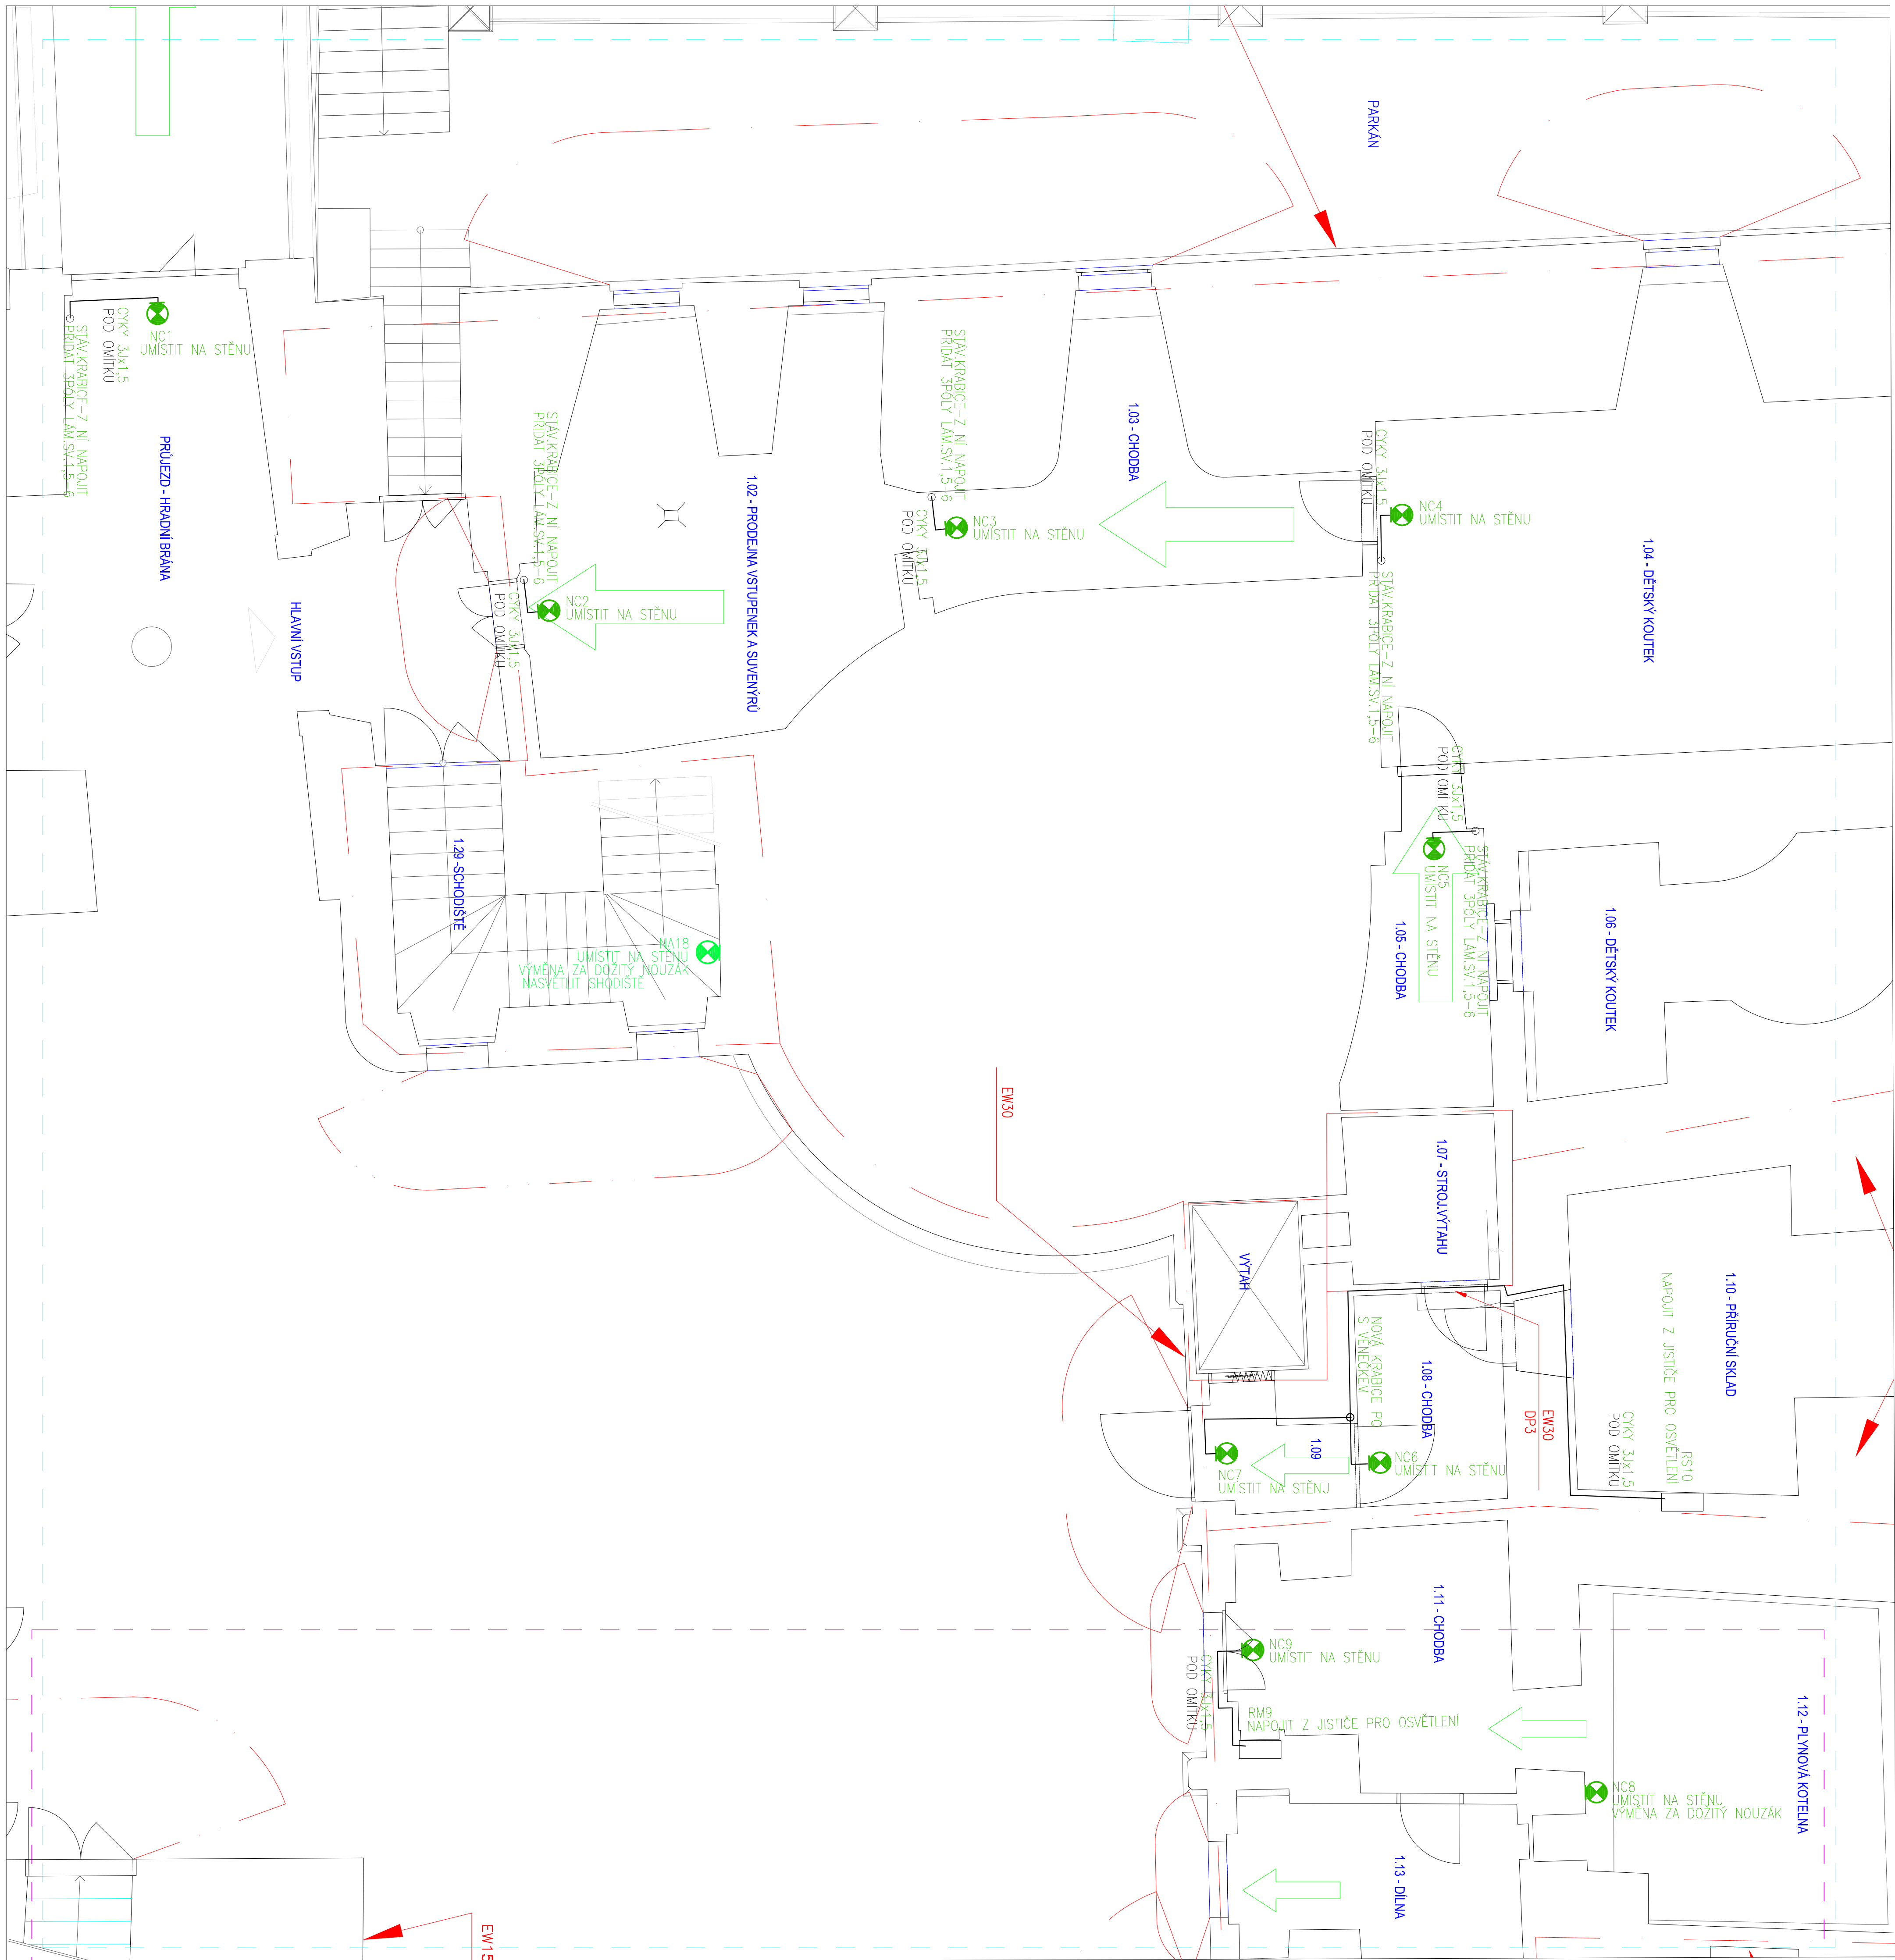 PARKÁN
NC1
UMÍSTIT NA STĚNU
CYKY 3Jx1,5
POD OMÍTKU
STÁV.KRABICE-Z NÍ NAPOJIT
PŘIDAT 3PÓLY LÁM.SV.1,5-6
PRŮJEZD - HRADNÍ BRÁNA
HLAVNÍ VSTUP
STÁV.KRABICE-Z NÍ NAPOJIT
PŘIDAT 3PÓLY LÁM.SV.1,5-6
NC2
UMÍSTIT NA STĚNU
CYKY 3Jx1,5
POD OMÍTKU
1.02 - PRODEJNA VSTUPENEK A SUVENÝRŮ
STÁV.KRABICE-Z NÍ NAPOJIT
PŘIDAT 3PÓLY LÁM.SV.1,5-6
NC3
UMÍSTIT NA STĚNU
CYKY 3Jx1,5
POD OMÍTKU
1.03 - CHODBA
CYKY 3Jx1,5
POD OMÍTKU
NC4
UMÍSTIT NA STĚNU
STÁV.KRABICE-Z NÍ NAPOJIT
PŘIDAT 3PÓLY LÁM.SV.1,5-6
1.04 - DĚTSKÝ KOUTEK
CYKY 3Jx1,5
POD OMÍTKU
NC5
UMÍSTIT NA STĚNU
STÁV.KRABICE-Z NÍ NAPOJIT
PŘIDAT 3PÓLY LÁM.SV.1,5-6
1.05 - CHODBA
1.06 - DĚTSKÝ KOUTEK
1.29 -SCHODIŠTĚ
NA18
UMÍSTIT NA STĚNU
VÝMĚNA ZA DOŽITÝ NOUZÁK
NASVĚTLIT SHODIŠTĚ
EW30
1.07 - STROJ.VÝTAHU
VÝTAH
1.10 - PŘÍRUČNÍ SKLAD
RS10
NAPOJIT Z JISTIČE PRO OSVĚTLENÍ
CYKY 3Jx1,5
POD OMÍTKU
NOVÁ KRABICE PO
S VĚNEČKEM
1.08 - CHODBA
EW30
DP3
1.09
NC6
UMÍSTIT NA STĚNU
NC7
UMÍSTIT NA STĚNU
1.11 - CHODBA
NC9
UMÍSTIT NA STĚNU
CYKY 3Jx1,5
POD OMÍTKU
RM9
NAPOJIT Z JISTIČE PRO OSVĚTLENÍ
1.12 - PLYNOVÁ KOTELNA
NC8
UMÍSTIT NA STĚNU
VÝMĚNA ZA DOŽITÝ NOUZÁK
1.13 - DÍLNA
EW15